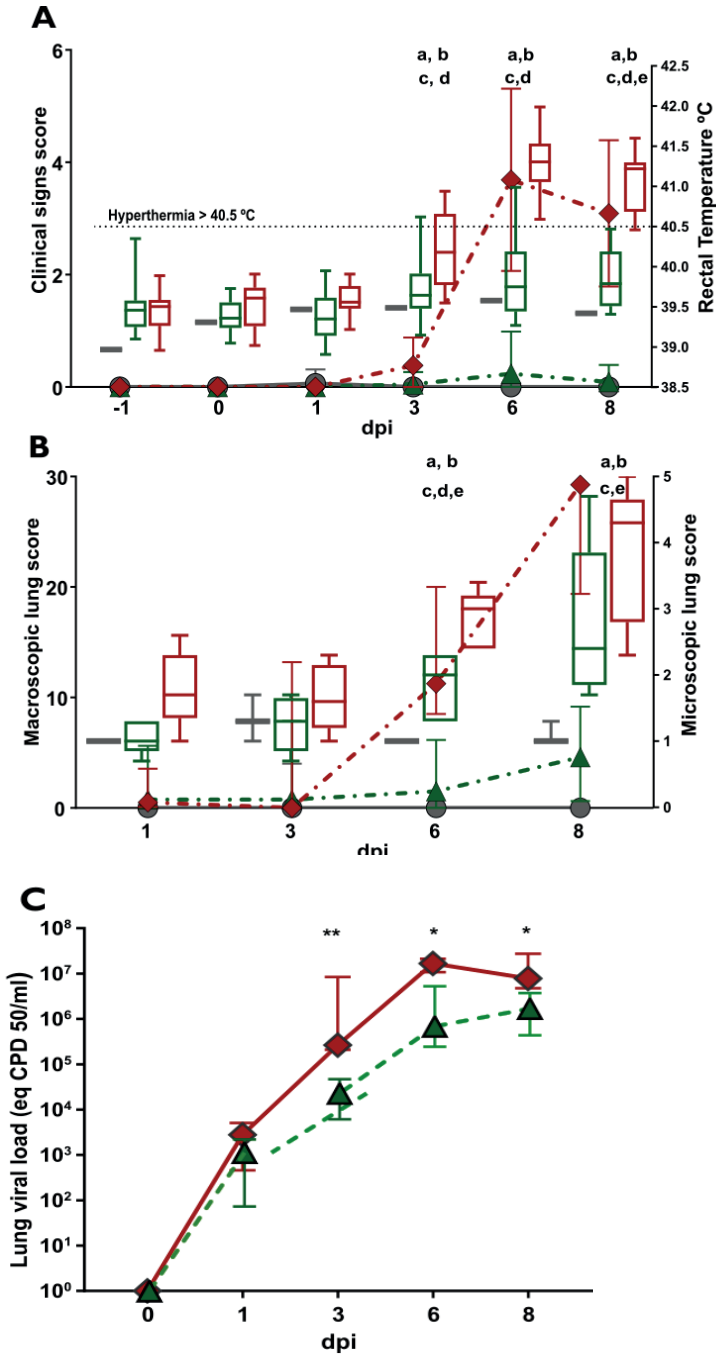 A
6
4
2
0
Clinical signs score
a, b
c, d
a,b
c,d
a,b
c,d,e
42.5
42.0
41.5
41.0
40.5
40.0
39.5
39.0
38.5
Rectal Temperature ºC
Hyperthermia > 40.5 ºC
-1 0 1 3 6 8
dpi
B
30
20
10
0
Macroscopic lung score
a, b
c,d,e
a,b
c,e
5
4
3
2
1
0
Microscopic lung score
1 3 6 8
dpi
C
10⁸
10⁷
10⁶
10⁵
10⁴
10³
10²
10¹
10⁰
Lung viral load (eq CPD 50/ml)
** * *
0 1 3 6 8
dpi